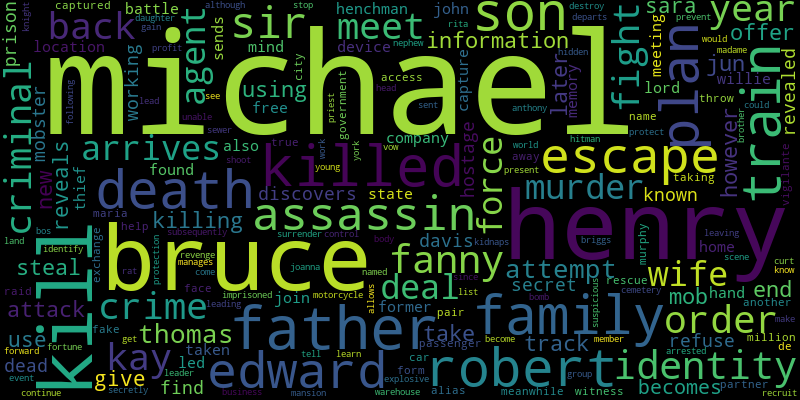 prison
captured
battle
daughter
although
gain
back
agent
sends
henchman
sir
john
rita
nephew
stop
destroy
departs
son
knight
prevent
sara
year
meet
mind
device
information
meeting
offer
would
madame
location
michael
working
using
city
priest
government
york
access
head
sent
anthony
hitman
capture
later
memory
fight
plan
jun
willie
lord
throw
could
brother
profit
criminal
mobster
following
lead
see
unable
sewer
free
true
young
work
vow
company
world
protect
name
however
train
vigilante
new
reveals
arrives
thief
found
also
shoot
killed
hostage
away
present
escape
taking
revealed
death
discovers
state
force
murder
known
henry
home
leaving
scene
land
bos
identify
kill
maria
help
killing
assassin
subsequently
surrender
control
body
davis
kidnaps
briggs
murphy
cemetery
curt
know
steal
exchange
bruce
rat
protection
revenge
manages
come
joanna
named
fanny
since
attempt
secret
rescue
wife
raid
attack
face
imprisoned
motorcycle
allows
deal
list
bomb
suspicious
mob
hand
end
another
crime
join
leading
former
pair
family
order
million
make
use
fake
thomas
father
take
passenger
become
member
track
refuse
de
forward
fortune
get
kay
led
taken
tell
learn
car
robert
group
arrested
identity
dead
event
give
leader
edward
form
explosive
partner
continue
secretly
find
business
mansion
warehouse
alias
meanwhile
witness
becomes
recruit